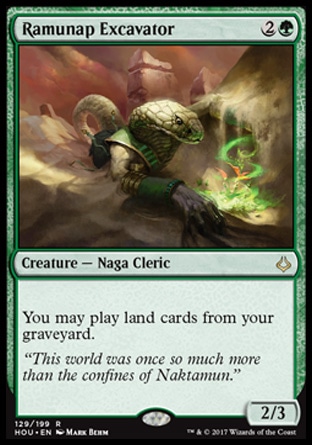 Ramunap Excavator 2
Creature — Naga Cleric
You may play land cards from your
graveyard.
“This world was once so much more
than the confines of Naktamun.”
2/3
129/199 R
HOU • EN Mark Behm
™ & © 2017 Wizards of the Coast